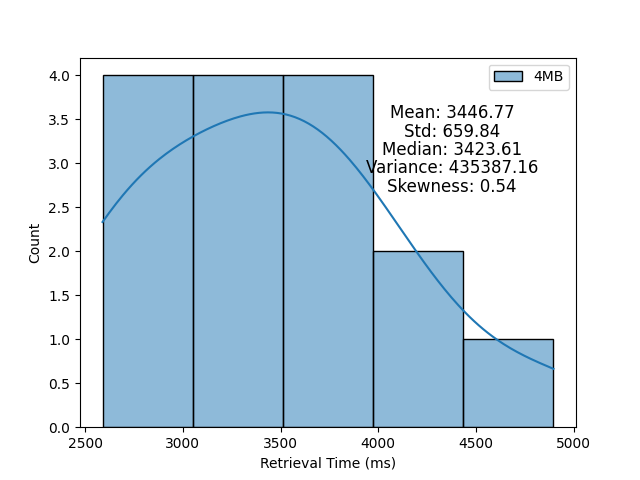 4MB
Mean: 3446.77
Std: 659.84
Median: 3423.61
Variance: 435387.16
Skewness: 0.54
4.0
3.5
3.0
2.5
2.0
1.5
1.0
0.5
0.0
Count
2500 3000 3500 4000 4500 5000
Retrieval Time (ms)